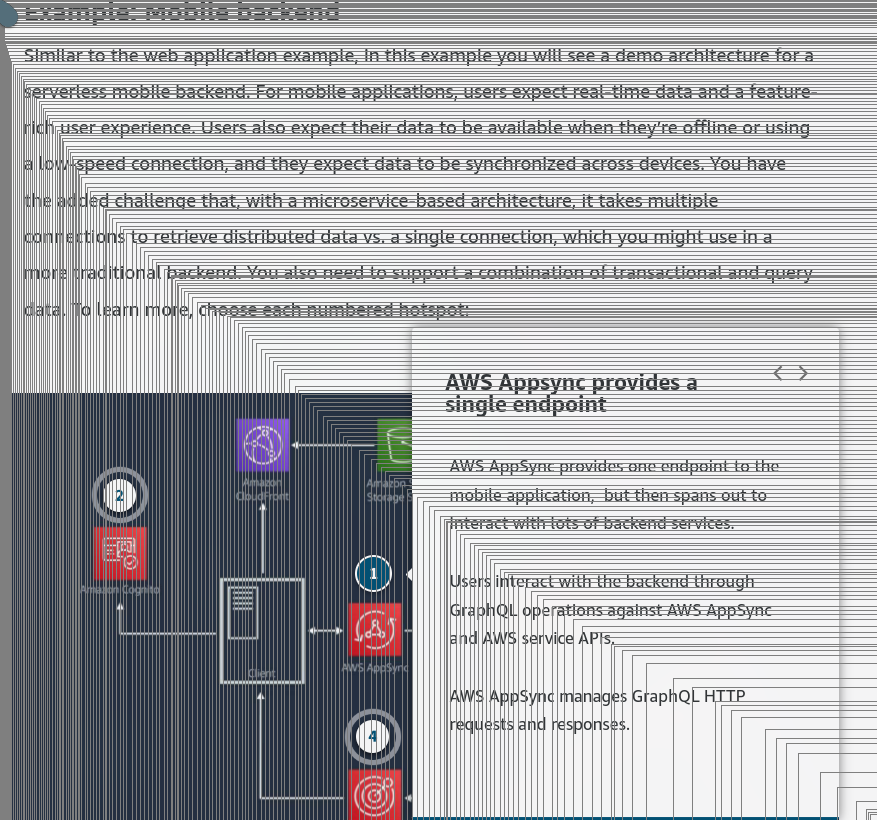 Example: Mobile backend
Similar to the web application example, in this example you will see a demo architecture for a
serverless mobile backend. For mobile applications, users expect real-time data and a feature-
rich user experience. Users also expect their data to be available when they're offline or using
a low-speed connection, and they expect data to be synchronized across devices. You have
the added challenge that, with a microservice-based architecture, it takes multiple
connections to retrieve distributed data vs. a single connection, which you might use in a
more traditional backend. You also need to support a combination of transactional and query
data. To learn more, choose each numbered hotspot:
AWS Appsync provides a
single endpoint
AWS AppSync provides one endpoint to the
mobile application, but then spans out to
interact with lots of backend services.
Users interact with the backend through
GraphQL operations against AWS AppSync
and AWS service APIs.
AWS AppSync manages GraphQL HTTP
requests and responses.
Amazon
CloudFront
Amazon
Storage
2
Amazon Cognito
1
AWS AppSync
Client
4